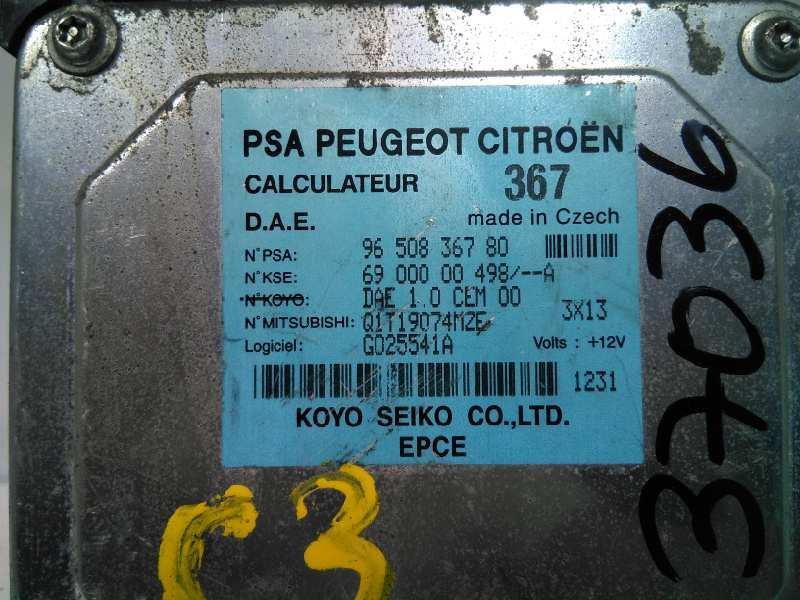 PSA PEUGEOT CITROËN
CALCULATEUR 367
D.A.E. made in Czech
N°PSA: 96 508 367 80
N°KSE: 69 000 00 498/--A
N°KOYO: DAE 1.0 CEM 00
N°MITSUBISHI: Q1T19074M2E 3X13
Logiciel: G025541A Volts : +12V
1231
KOYO SEIKO CO.,LTD.
EPCE
37036
C3